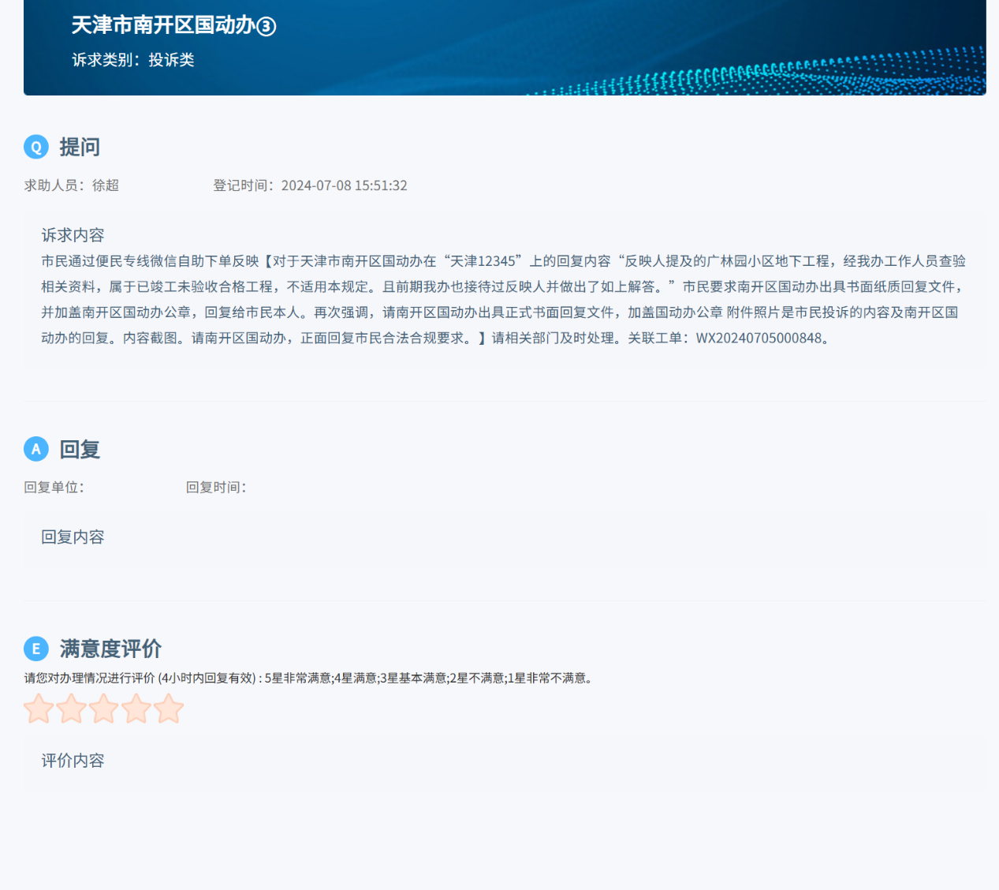 天津市南开区国动办③
诉求类别：投诉类
Q 提问
求助人员：徐超 登记时间：2024-07-08 15:51:32
诉求内容
市民通过便民专线微信自助下单反映【对于天津市南开区国动办在“天津12345”上的回复内容“反映人提及的广林园小区地下工程，经我办工作人员查验
相关资料，属于已竣工未验收合格工程，不适用本规定。且前期我办也接待过反映人并做出了如上解答。”市民要求南开区国动办出具书面纸质回复文件，
并加盖南开区国动办公章，回复给市民本人。再次强调，请南开区国动办出具正式书面回复文件，加盖国动办公章 附件照片是市民投诉的内容及南开区国
动办的回复。内容截图。请南开区国动办，正面回复市民合法合规要求。】请相关部门及时处理。关联工单：WX20240705000848。
A 回复
回复单位： 回复时间：
回复内容
E 满意度评价
请您对办理情况进行评价 (4小时内回复有效) : 5星非常满意;4星满意;3星基本满意;2星不满意;1星非常不满意。
评价内容